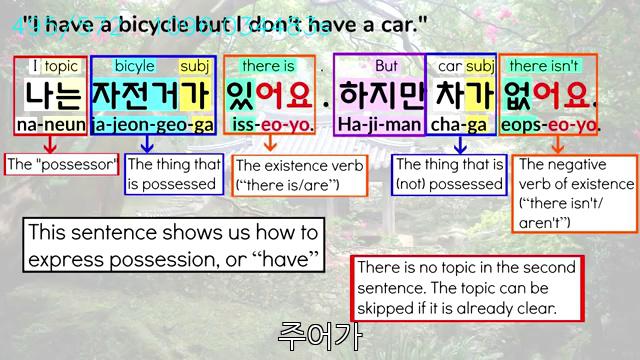 "I have a bicycle but I don't have a car."
I topic bicyle subj there is . But car subj there isn't
나는 자전거가 있어요. 하지만 차가 없어요.
na-neun ja-jeon-geo-ga iss-eo-yo. Ha-ji-man cha-ga eops-eo-yo.
The "possessor"
The thing that
is possessed
The existence verb
(“there is/are”)
The thing that is
(not) possessed
The negative
verb of existence
(“there isn't/
aren't”)
This sentence shows us how to
express possession, or “have”
There is no topic in the second
sentence. The topic can be
skipped if it is already clear.
주어가